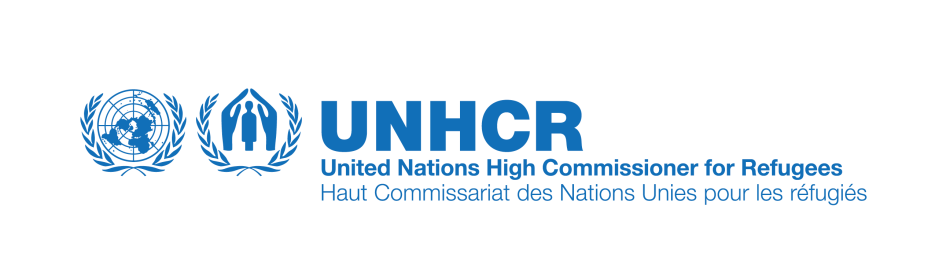 UNHCR
United Nations High Commissioner for Refugees
Haut Commissariat des Nations Unies pour les réfugiés